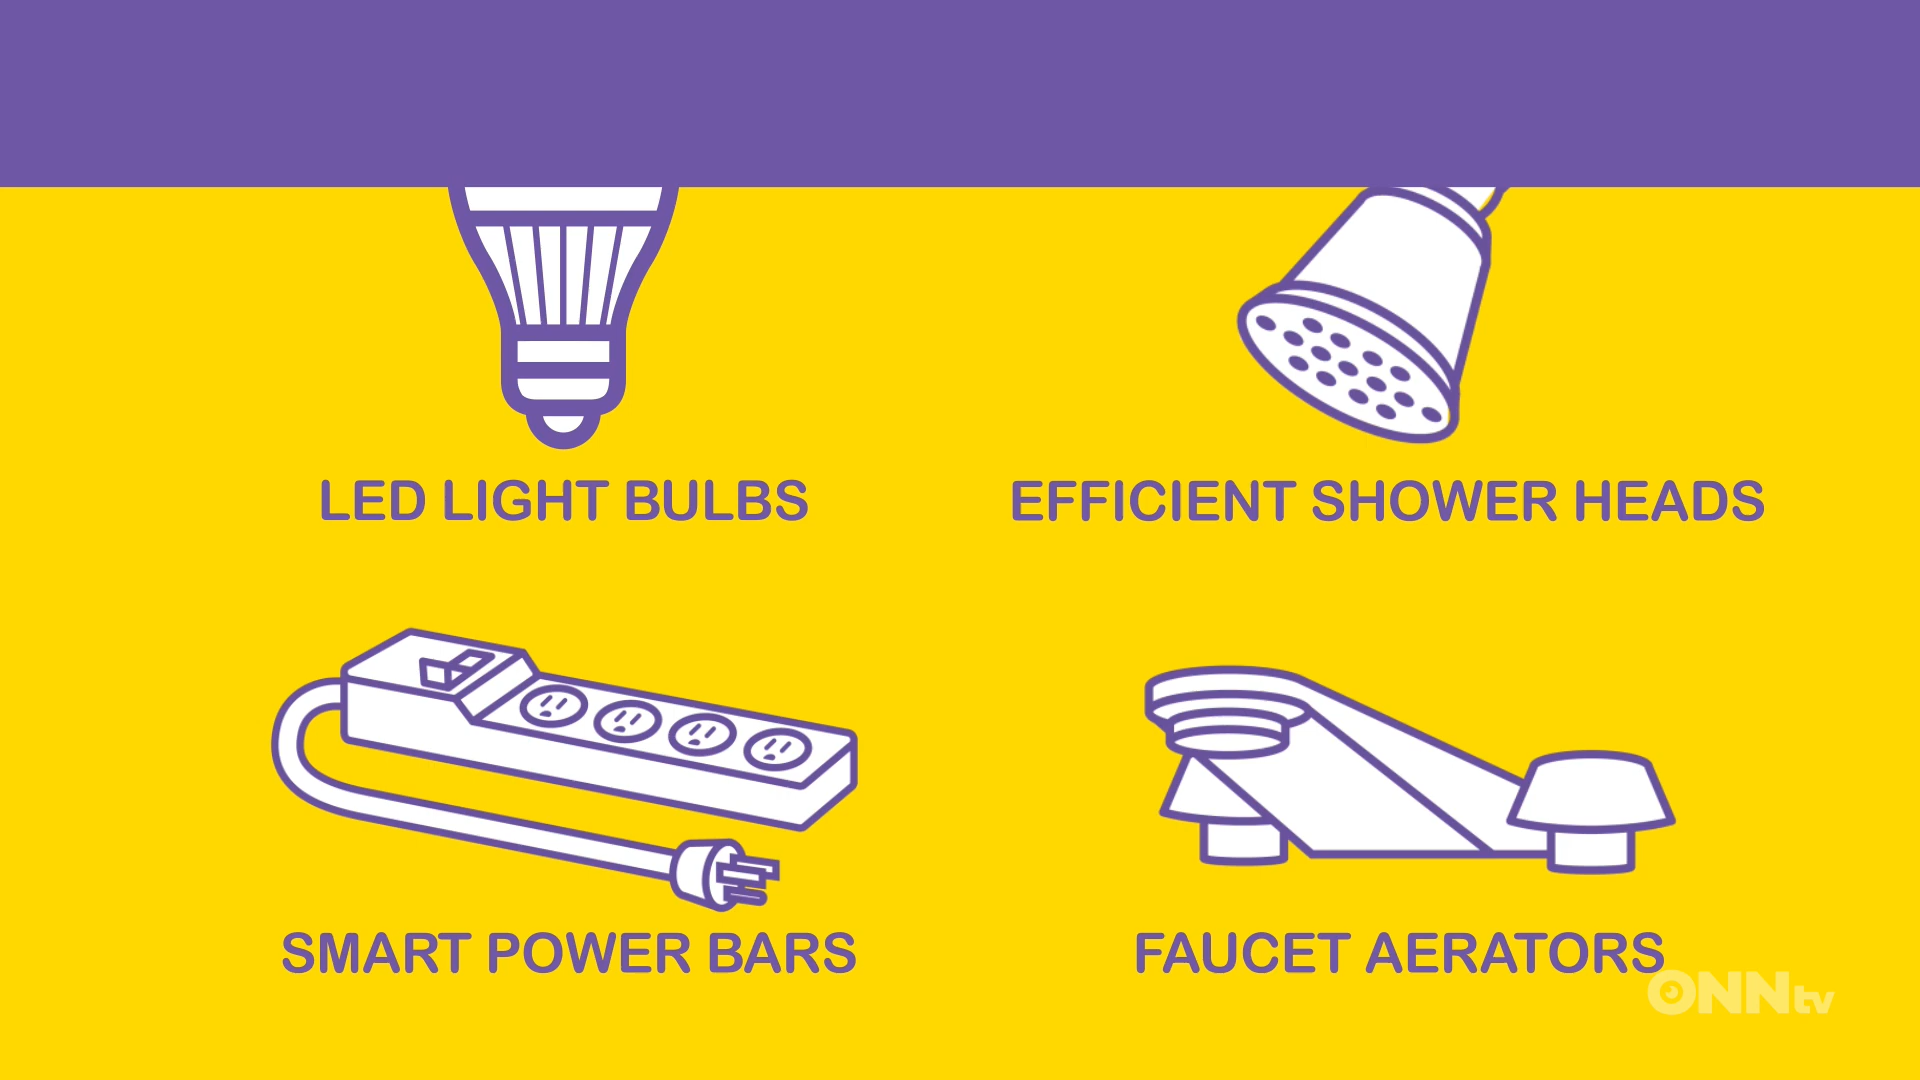 LED LIGHT BULBS
EFFICIENT SHOWER HEADS
SMART POWER BARS
FAUCET AERATORS
ONNtv